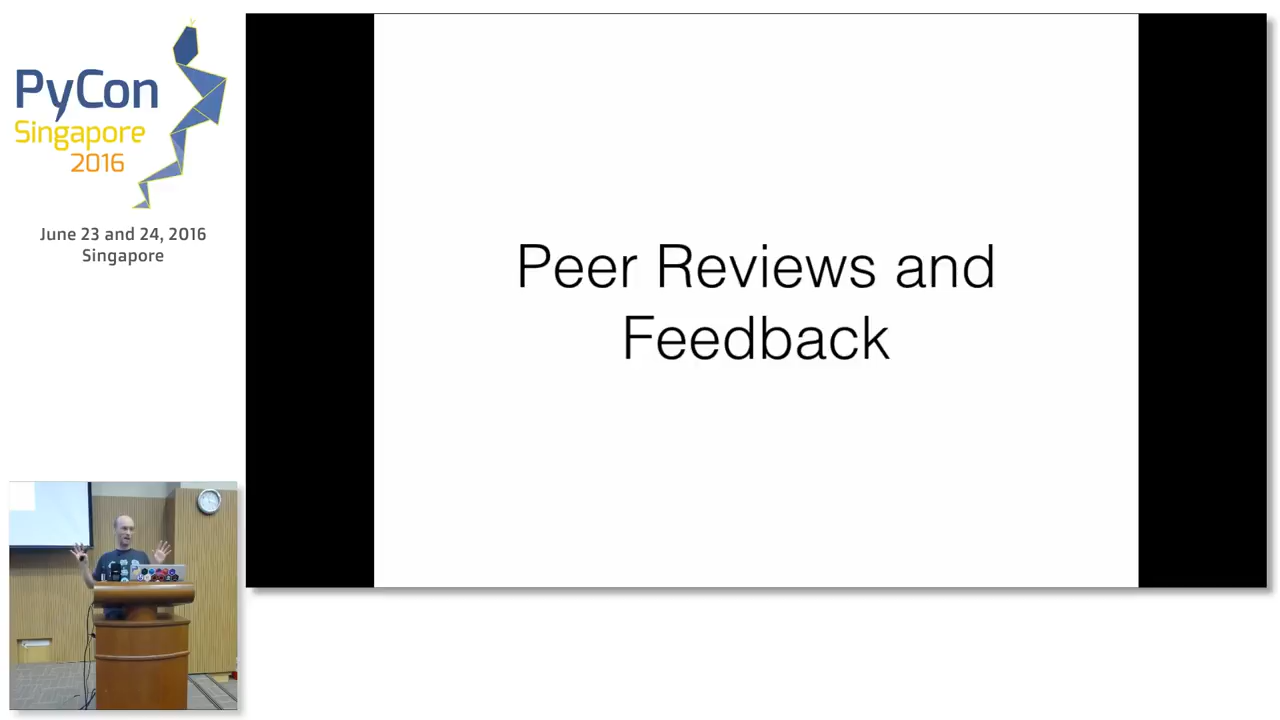 PyCon
Singapore
2016
June 23 and 24, 2016
Singapore
Peer Reviews and
Feedback